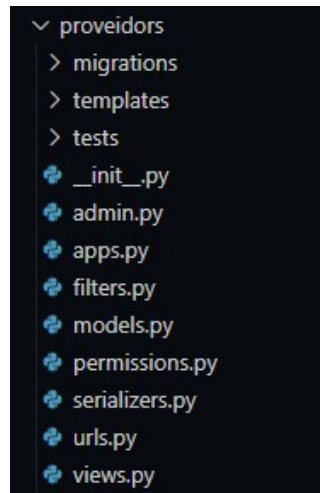 proveidors
migrations
templates
tests
__init__.py
admin.py
apps.py
filters.py
models.py
permissions.py
serializers.py
urls.py
views.py